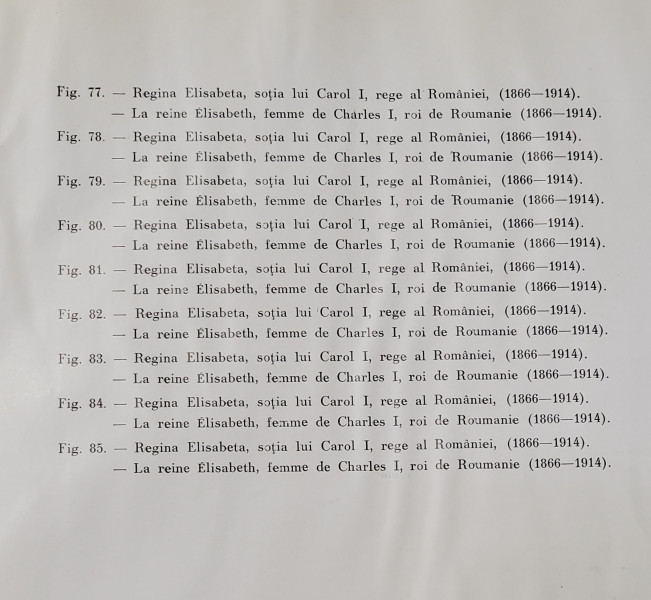 Fig. 77. — Regina Elisabeta, soția lui Carol I, rege al României, (1866—1914).
— La reine Élisabeth, femme de Charles I, roi de Roumanie (1866—1914).
Fig. 78. — Regina Elisabeta, soția lui Carol I, rege al României, (1866—1914).
— La reine Élisabeth, femme de Charles I, roi de Roumanie (1866—1914).
Fig. 79. — Regina Elisabeta, soția lui Carol I, rege al României, (1866—1914).
— La reine Élisabeth, femme de Charles I, roi de Roumanie (1866—1914).
Fig. 80. — Regina Elisabeta, soția lui Carol I, rege al României, (1866—1914).
— La reine Élisabeth, femme de Charles I, roi de Roumanie (1866—1914).
Fig. 81. — Regina Elisabeta, soția lui Carol I, rege al României, (1866—1914).
— La reine Élisabeth, femme de Charles I, roi de Roumanie (1866—1914).
Fig. 82. — Regina Elisabeta, soția lui Carol I, rege al României, (1866—1914).
— La reine Élisabeth, femme de Charles I, roi de Roumanie (1866—1914).
Fig. 83. — Regina Elisabeta, soția lui Carol I, rege al României, (1866—1914).
— La reine Élisabeth, femme de Charles I, roi de Roumanie (1866—1914).
Fig. 84. — Regina Elisabeta, soția lui Carol I, rege al României, (1866—1914).
— La reine Élisabeth, femme de Charles I, roi de Roumanie (1866—1914).
Fig. 85. — Regina Elisabeta, soția lui Carol I, rege al României, (1866—1914).
— La reine Élisabeth, femme de Charles I, roi de Roumanie (1866—1914).